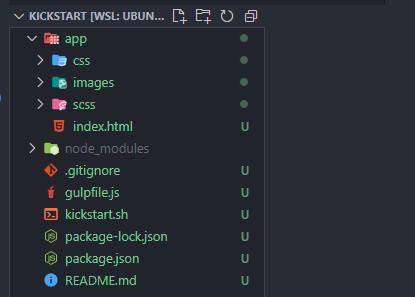 KICKSTART [WSL: UBUN...
app
css
images
scss
index.html U
node_modules
.gitignore U
gulpfile.js U
kickstart.sh U
package-lock.json U
package.json U
README.md U